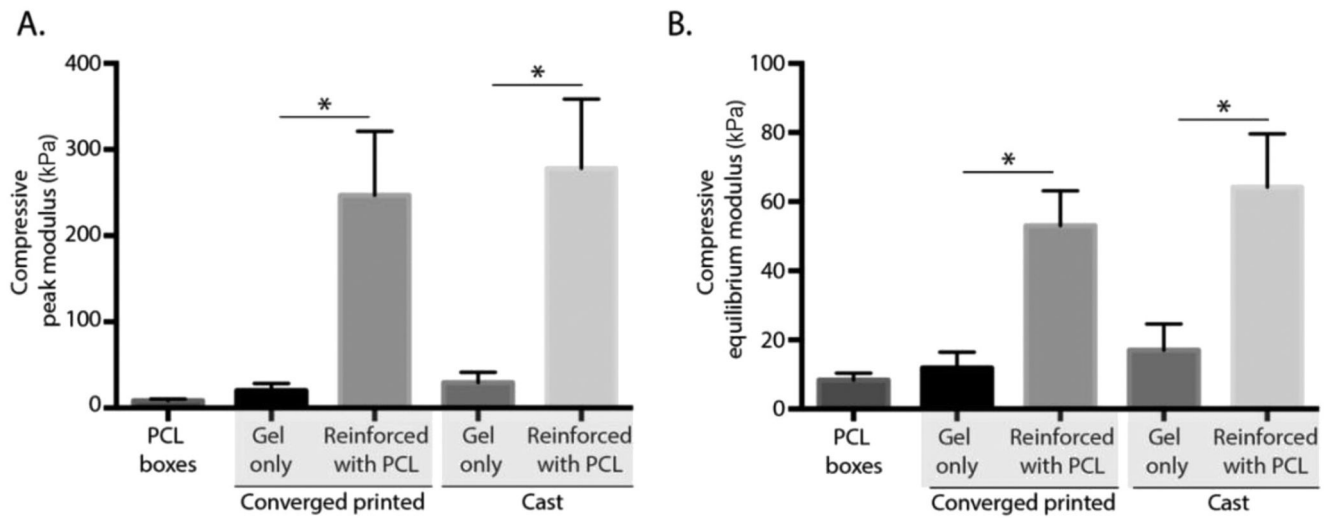 A.
Compressive
peak modulus (kPa)
400
300
200
100
0
*
*
PCL
boxes
Gel
only
Reinforced
with PCL
Gel
only
Reinforced
with PCL
Converged printed
Cast
B.
Compressive
equilibrium modulus (kPa)
100
80
60
40
20
0
*
*
PCL
boxes
Gel
only
Reinforced
with PCL
Gel
only
Reinforced
with PCL
Converged printed
Cast